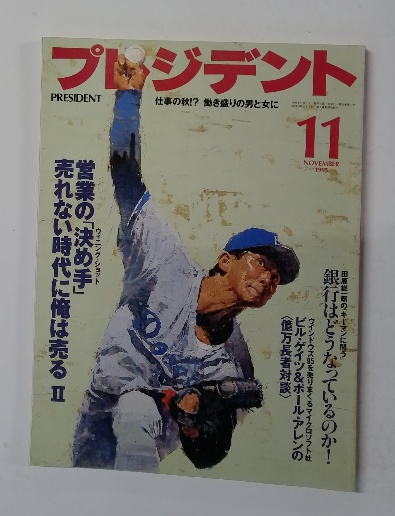 プレジデント
PRESIDENT
仕事の秋!? 働き盛りの男と女に
11
NOVEMBER
1995
営業の「決め手」
ウイニング・ショット
売れない時代に俺は売るⅡ
田原総一朗の「キーマンに問う」
銀行はどうなっているのか!
ウインドウズ95を売りまくるマイクロソフト社
ビル・ゲイツ&ポール・アレンの
〈億万長者対談〉